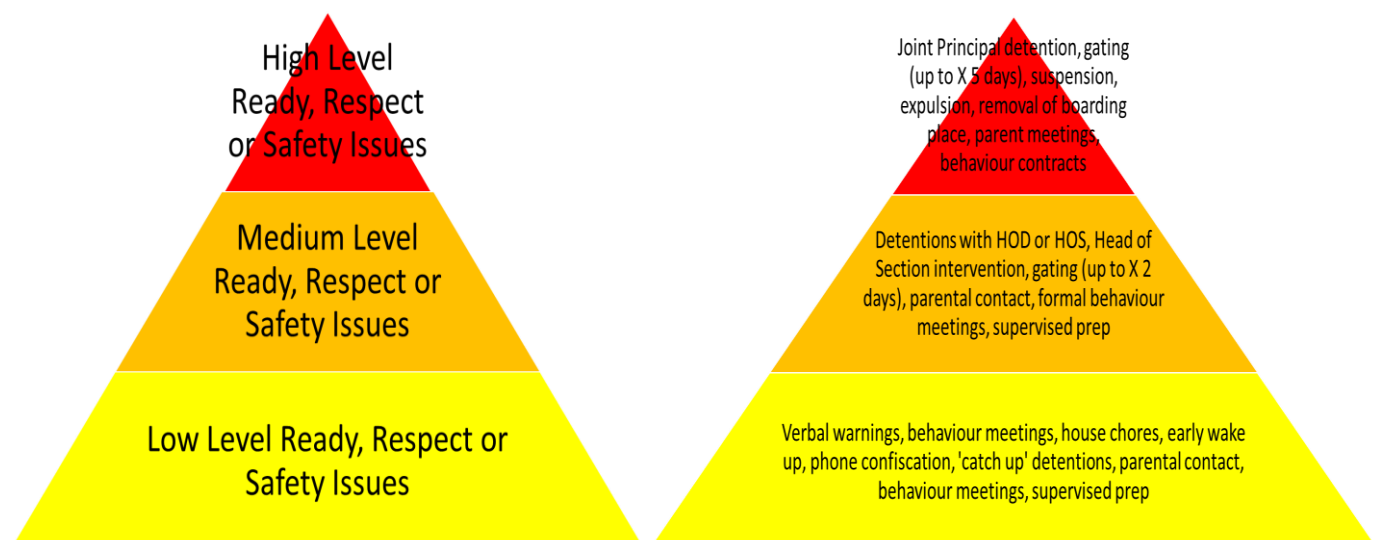 High Level
Ready, Respect
or Safety Issues
Medium Level
Ready, Respect or
Safety Issues
Low Level Ready, Respect or
Safety Issues
Joint Principal detention, gating
(up to X 5 days), suspension,
expulsion, removal of boarding
place, parent meetings,
behaviour contracts
Detentions with HOD or HOS, Head of
Section intervention, gating (up to X 2
days), parental contact, formal behaviour
meetings, supervised prep
Verbal warnings, behaviour meetings, house chores, early wake
up, phone confiscation, 'catch up' detentions, parental contact,
behaviour meetings, supervised prep